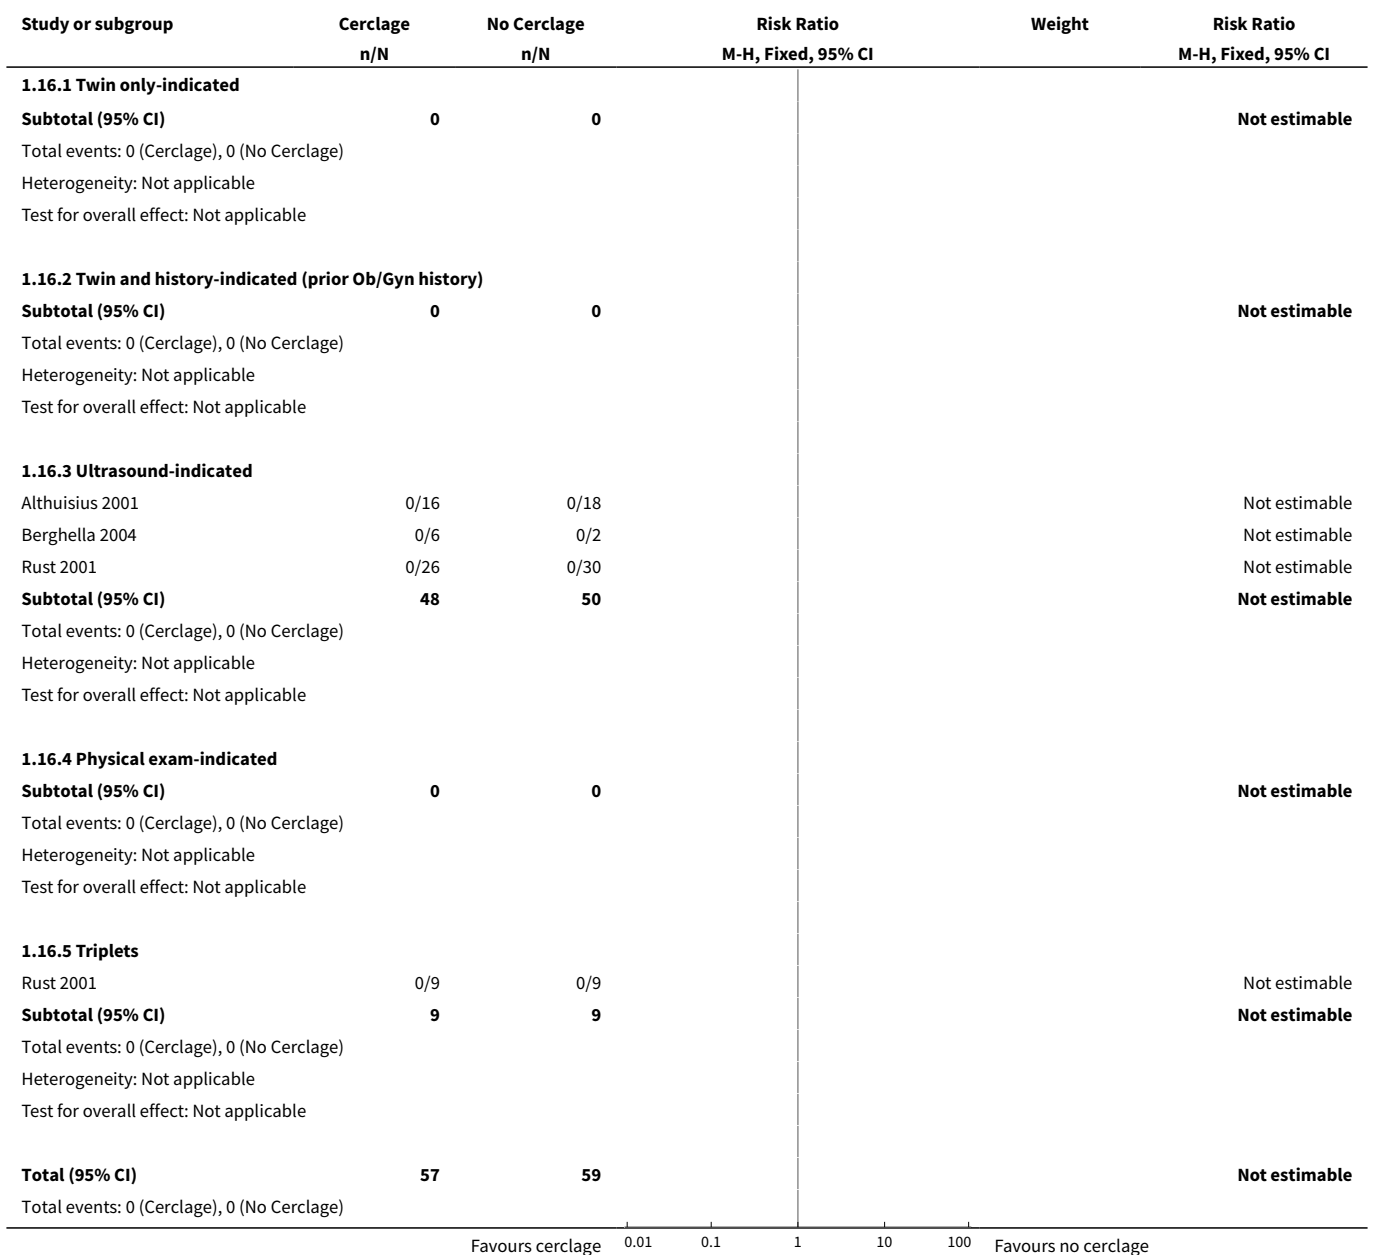 Study or subgroup Cerclage No Cerclage Risk Ratio Weight Risk Ratio
n/N n/N M-H, Fixed, 95% CI M-H, Fixed, 95% CI
1.16.1 Twin only-indicated
Subtotal (95% CI) 0 0 Not estimable
Total events: 0 (Cerclage), 0 (No Cerclage)
Heterogeneity: Not applicable
Test for overall effect: Not applicable
1.16.2 Twin and history-indicated (prior Ob/Gyn history)
Subtotal (95% CI) 0 0 Not estimable
Total events: 0 (Cerclage), 0 (No Cerclage)
Heterogeneity: Not applicable
Test for overall effect: Not applicable
1.16.3 Ultrasound-indicated
Althuisius 2001 0/16 0/18 Not estimable
Berghella 2004 0/6 0/2 Not estimable
Rust 2001 0/26 0/30 Not estimable
Subtotal (95% CI) 48 50 Not estimable
Total events: 0 (Cerclage), 0 (No Cerclage)
Heterogeneity: Not applicable
Test for overall effect: Not applicable
1.16.4 Physical exam-indicated
Subtotal (95% CI) 0 0 Not estimable
Total events: 0 (Cerclage), 0 (No Cerclage)
Heterogeneity: Not applicable
Test for overall effect: Not applicable
1.16.5 Triplets
Rust 2001 0/9 0/9 Not estimable
Subtotal (95% CI) 9 9 Not estimable
Total events: 0 (Cerclage), 0 (No Cerclage)
Heterogeneity: Not applicable
Test for overall effect: Not applicable
Total (95% CI) 57 59 Not estimable
Total events: 0 (Cerclage), 0 (No Cerclage)
Favours cerclage 0.01 0.1 1 10 100 Favours no cerclage